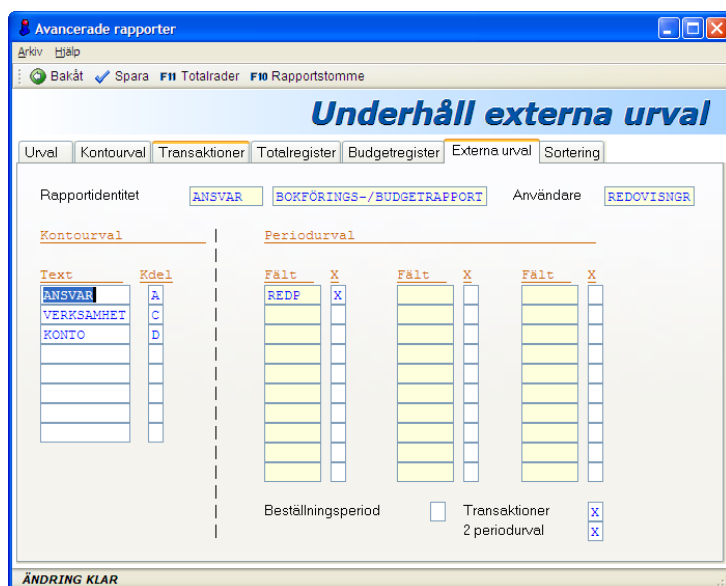 Avancerade rapporter
Arkiv Hjälp
Bakåt Spara F11 Totalrader F10 Rapportstomme
Underhåll externa urval
Urval Kontourval Transaktioner Totalregister Budgetregister Externa urval Sortering
Rapportidentitet ANSVAR BOKFÖRINGS-/BUDGETRAPPORT Användare REDOVISNGR
Kontourval Periodurval
Text Kdel Fält X Fält X Fält X
ANSVAR A REDP X
VERKSAMHET C
KONTO D
Beställningsperiod Transaktioner X
2 periodurval X
ÄNDRING KLAR